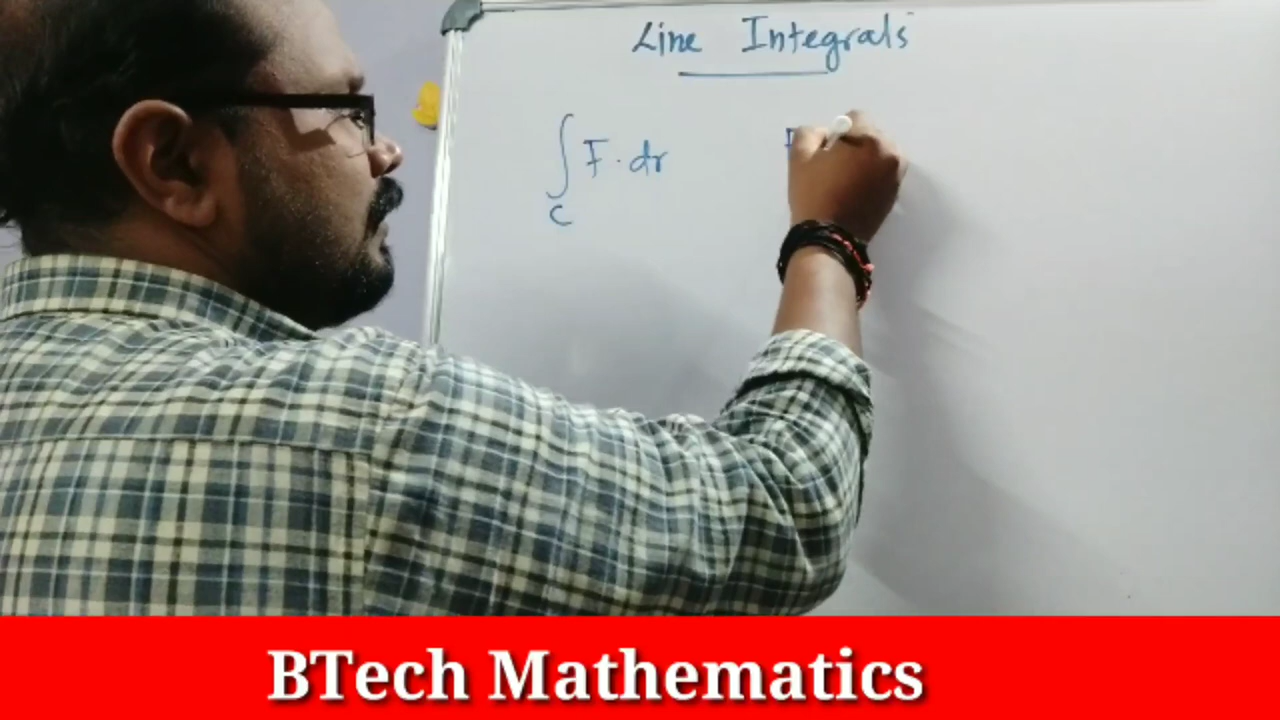 Line Integrals
∫ F · dr
C
BTech Mathematics